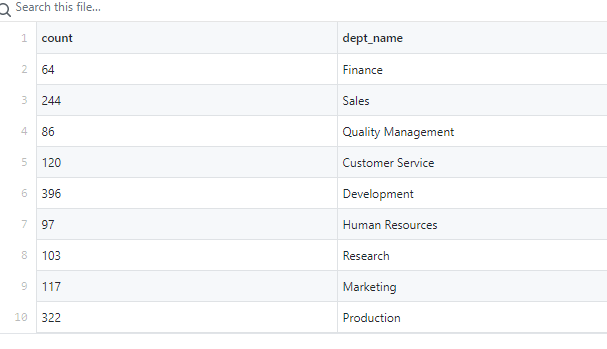 Search this file...
1 count dept_name
2 64 Finance
3 244 Sales
4 86 Quality Management
5 120 Customer Service
6 396 Development
7 97 Human Resources
8 103 Research
9 117 Marketing
10 322 Production